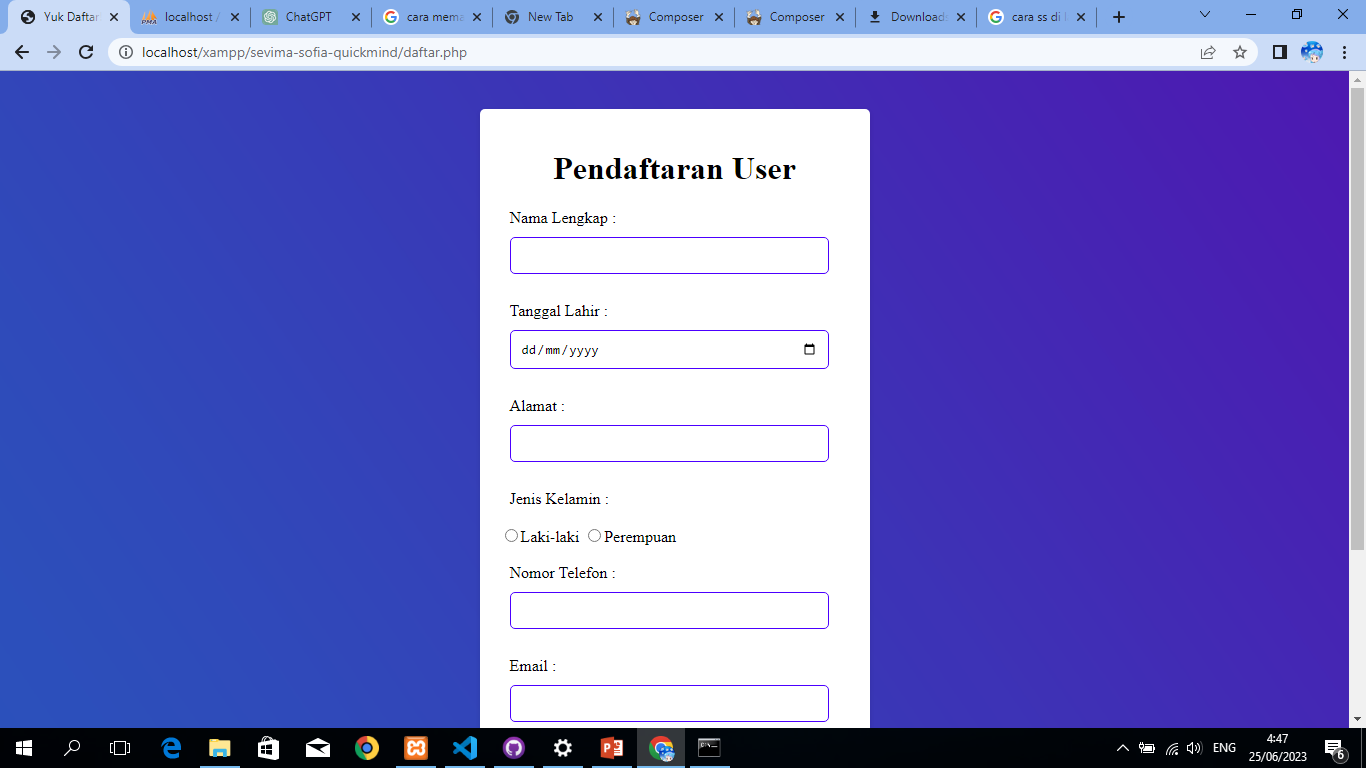 Yuk Daftar
localhost /
ChatGPT
cara mema
New Tab
Composer
Composer
Downloads
cara ss di l
localhost/xampp/sevima-sofia-quickmind/daftar.php
Pendaftaran User
Nama Lengkap :
Tanggal Lahir :
dd/mm/yyyy
Alamat :
Jenis Kelamin :
Laki-laki Perempuan
Nomor Telefon :
Email :
ENG
4:47
25/06/2023
6